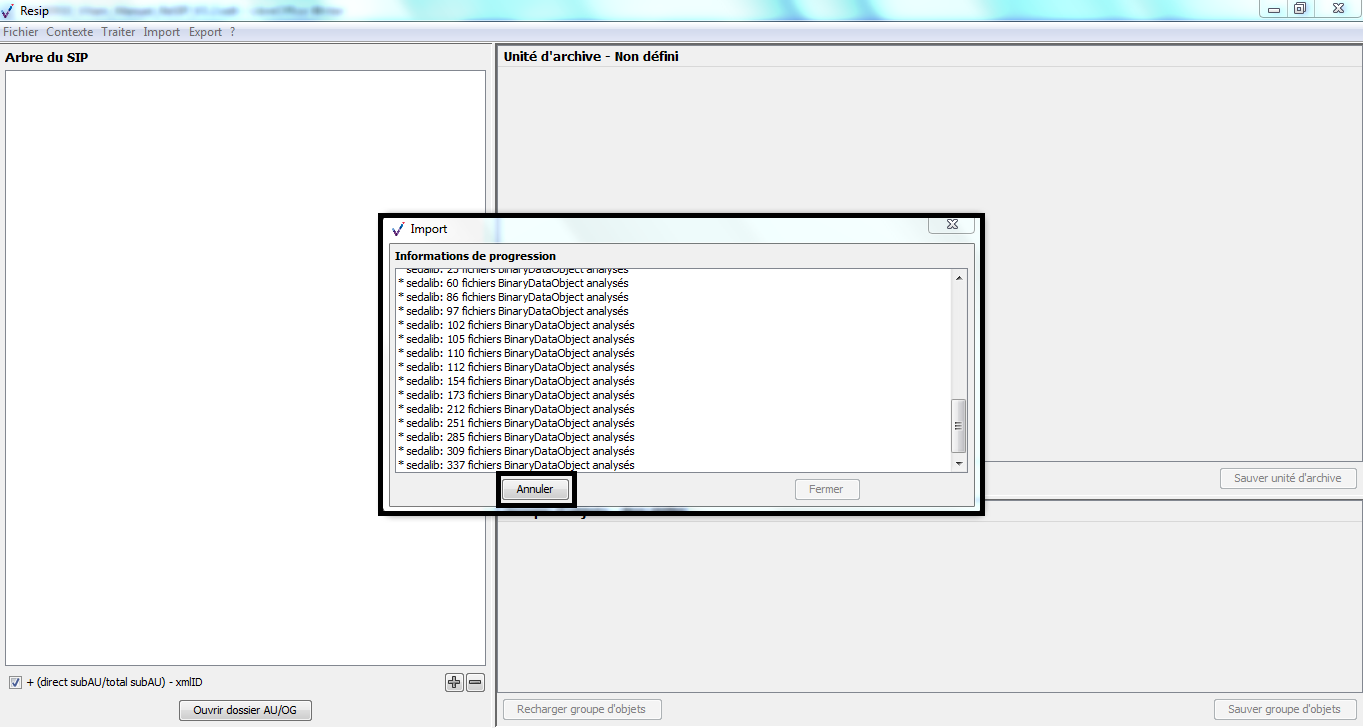 Resip
Fichier Contexte Traiter Import Export ?
Arbre du SIP
Unité d'archive - Non défini
Import
Informations de progression
* sedalib: 25 fichiers BinaryDataObject analysés
* sedalib: 60 fichiers BinaryDataObject analysés
* sedalib: 86 fichiers BinaryDataObject analysés
* sedalib: 97 fichiers BinaryDataObject analysés
* sedalib: 102 fichiers BinaryDataObject analysés
* sedalib: 105 fichiers BinaryDataObject analysés
* sedalib: 110 fichiers BinaryDataObject analysés
* sedalib: 112 fichiers BinaryDataObject analysés
* sedalib: 154 fichiers BinaryDataObject analysés
* sedalib: 173 fichiers BinaryDataObject analysés
* sedalib: 212 fichiers BinaryDataObject analysés
* sedalib: 251 fichiers BinaryDataObject analysés
* sedalib: 285 fichiers BinaryDataObject analysés
* sedalib: 309 fichiers BinaryDataObject analysés
* sedalib: 337 fichiers BinaryDataObject analysés
Annuler
Fermer
Sauver unité d'archive
+ (direct subAU/total subAU) - xmlID
Ouvrir dossier AU/OG
Recharger groupe d'objets
Sauver groupe d'objets